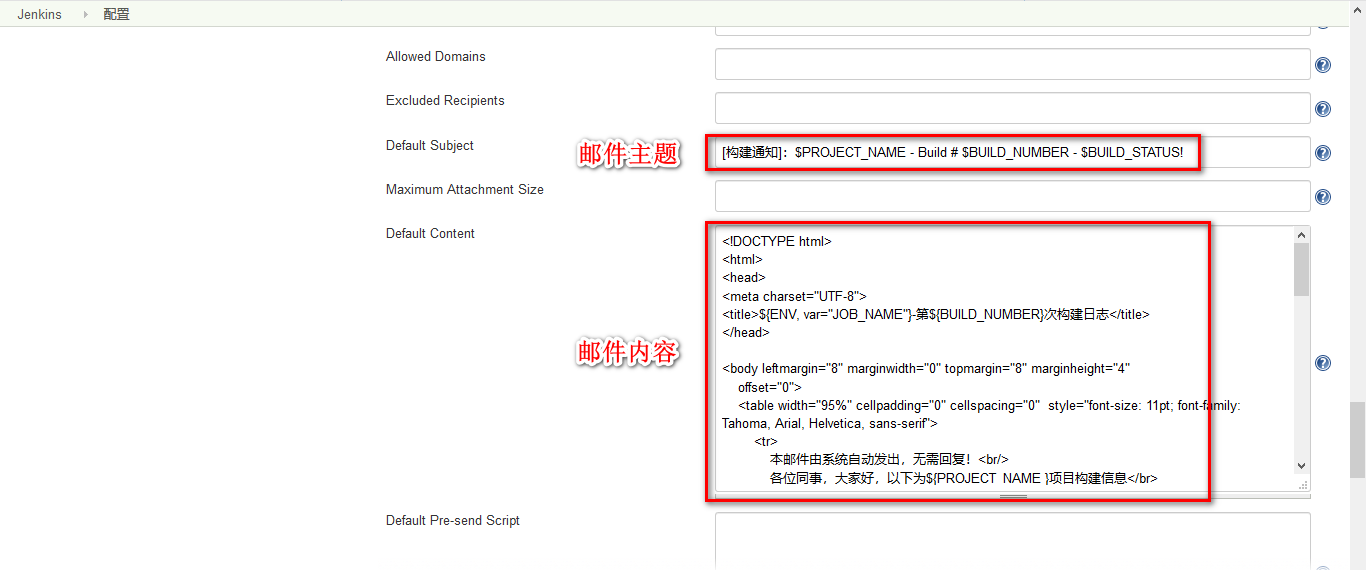 Jenkins 配置
Allowed Domains
Excluded Recipients
Default Subject 邮件主题 [构建通知]：$PROJECT_NAME - Build # $BUILD_NUMBER - $BUILD_STATUS!
Maximum Attachment Size
Default Content
<!DOCTYPE html>
<html>
<head>
<meta charset="UTF-8">
<title>${ENV, var="JOB_NAME"}-第${BUILD_NUMBER}次构建日志</title>
</head>
邮件内容
<body leftmargin="8" marginwidth="0" topmargin="8" marginheight="4"
offset="0">
<table width="95%" cellpadding="0" cellspacing="0"  style="font-size: 11pt; font-family:
Tahoma, Arial, Helvetica, sans-serif">
<tr>
本邮件由系统自动发出，无需回复！<br/>
各位同事，大家好，以下为${PROJECT_NAME }项目构建信息</br>
Default Pre-send Script